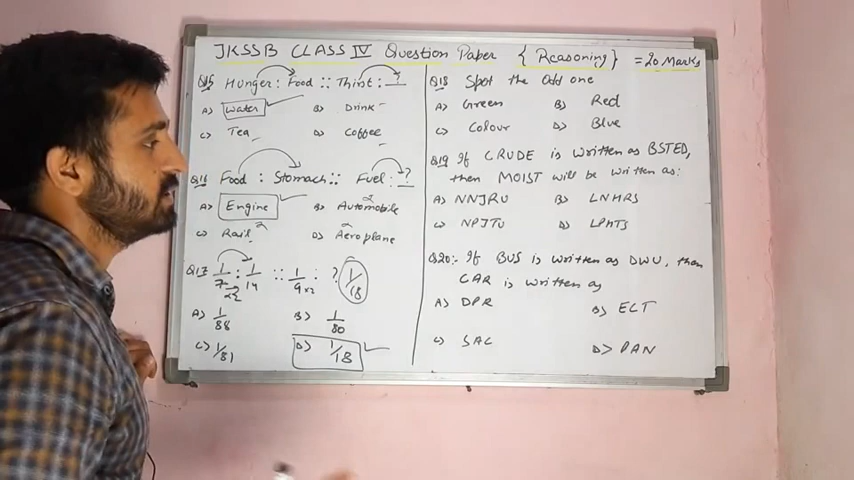 JKSSB CLASS IV Question Paper { Reasoning } = 20 Marks
Q15 Hunger : Food :: Thirst : ?
A) Water B) Drink
C) Tea D) Coffee
Q16 Food : Stomach :: Fuel : ?
A) Engine B) Automobile
C) Rail D) Aeroplane
Q17 1/7 : 1/14 :: 1/9 : ? 1/18
×2 ×2
A) 1/88 B) 1/80
C) 1/81 D) 1/18
Q18 Spot the odd one
A) Green B) Red
C) Colour D) Blue
Q19 If CRUDE is written as BSTED,
then MOIST will be written as:
A) NNJRU B) LNHRS
C) NPJTU D) LPHTS
Q20:- If BUS is written as DWU, then
CAR is written as
A) DPR B) ECT
C) SAC D) PAN